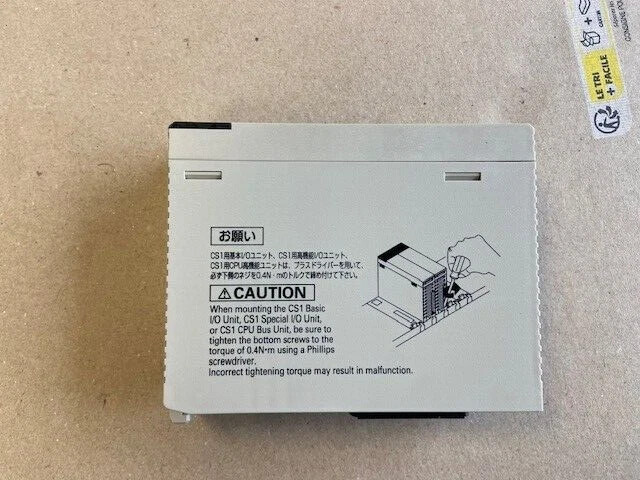 LE TRI
+ FACILE
CONSIGNE POU
お願い
CS1用基本I/Oユニット、CS1用高機能I/Oユニット、
CS1用CPU高機能ユニットは、プラスドライバーを用いて、
必ず下側のネジを0.4N・mのトルクで締め付けて下さい。
⚠CAUTION
When mounting the CS1 Basic
I/O Unit, CS1 Special I/O Unit,
or CS1 CPU Bus Unit, be sure to
tighten the bottom screws to the
torque of 0.4N•m using a Phillips
screwdriver.
Incorrect tightening torque may result in malfunction.